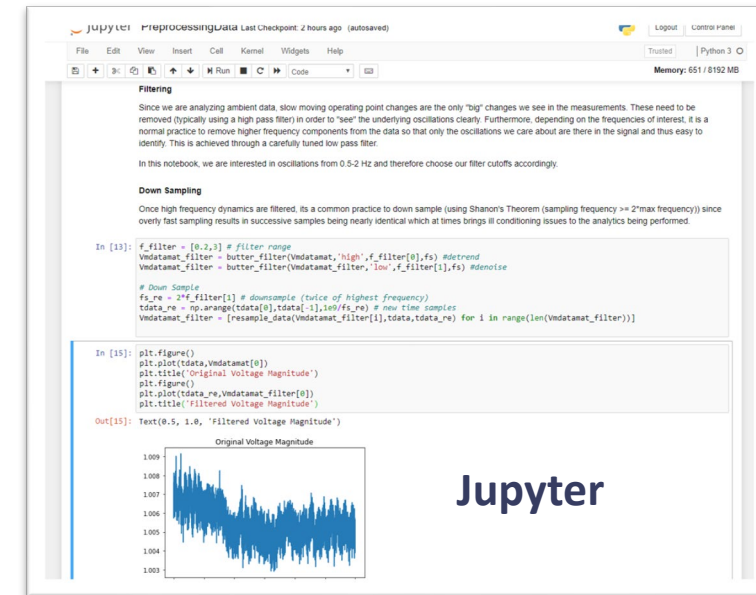 Jupyter PreprocessingData Last Checkpoint: 2 hours ago (autosaved)
Logout Control Panel
File Edit View Insert Cell Kernel Widgets Help
Trusted Python 3
Run Code
Memory: 651 / 8192 MB
Filtering
Since we are analyzing ambient data, slow moving operating point changes are the only "big" changes we see in the measurements. These need to be
removed (typically using a high pass filter) in order to "see" the underlying oscillations clearly. Furthermore, depending on the frequencies of interest, it is a
normal practice to remove higher frequency components from the data so that only the oscillations we care about are there in the signal and thus easy to
identify. This is achieved through a carefully tuned low pass filter.
In this notebook, we are interested in oscillations from 0.5-2 Hz and therefore choose our filter cutoffs accordingly.
Down Sampling
Once high frequency dynamics are filtered, its a common practice to down sample (using Shanon's Theorem (sampling frequency >= 2*max frequency)) since
overly fast sampling results in successive samples being nearly identical which at times brings ill conditioning issues to the analytics being performed.
In [13]: f_filter = [0.2,3] # filter range
Vmdatamat_filter = butter_filter(Vmdatamat,'high',f_filter[0],fs) #detrend
Vmdatamat_filter = butter_filter(Vmdatamat_filter,'low',f_filter[1],fs) #denoise
# Down Sample
fs_re = 2*f_filter[1] # downsample (twice of highest frequency)
tdata_re = np.arange(tdata[0],tdata[-1],1e9/fs_re) # new time samples
Vmdatamat_filter = [resample_data(Vmdatamat_filter[i],tdata,tdata_re) for i in range(len(Vmdatamat_filter))]
In [15]: plt.figure()
plt.plot(tdata,Vmdatamat[0])
plt.title('Original Voltage Magnitude')
plt.figure()
plt.plot(tdata_re,Vmdatamat_filter[0])
plt.title('Filtered Voltage Magnitude')
Out[15]: Text(0.5, 1.0, 'Filtered Voltage Magnitude')
Original Voltage Magnitude
1.009
1.008
1.007
1.006
1.005
1.004
1.003
Jupyter